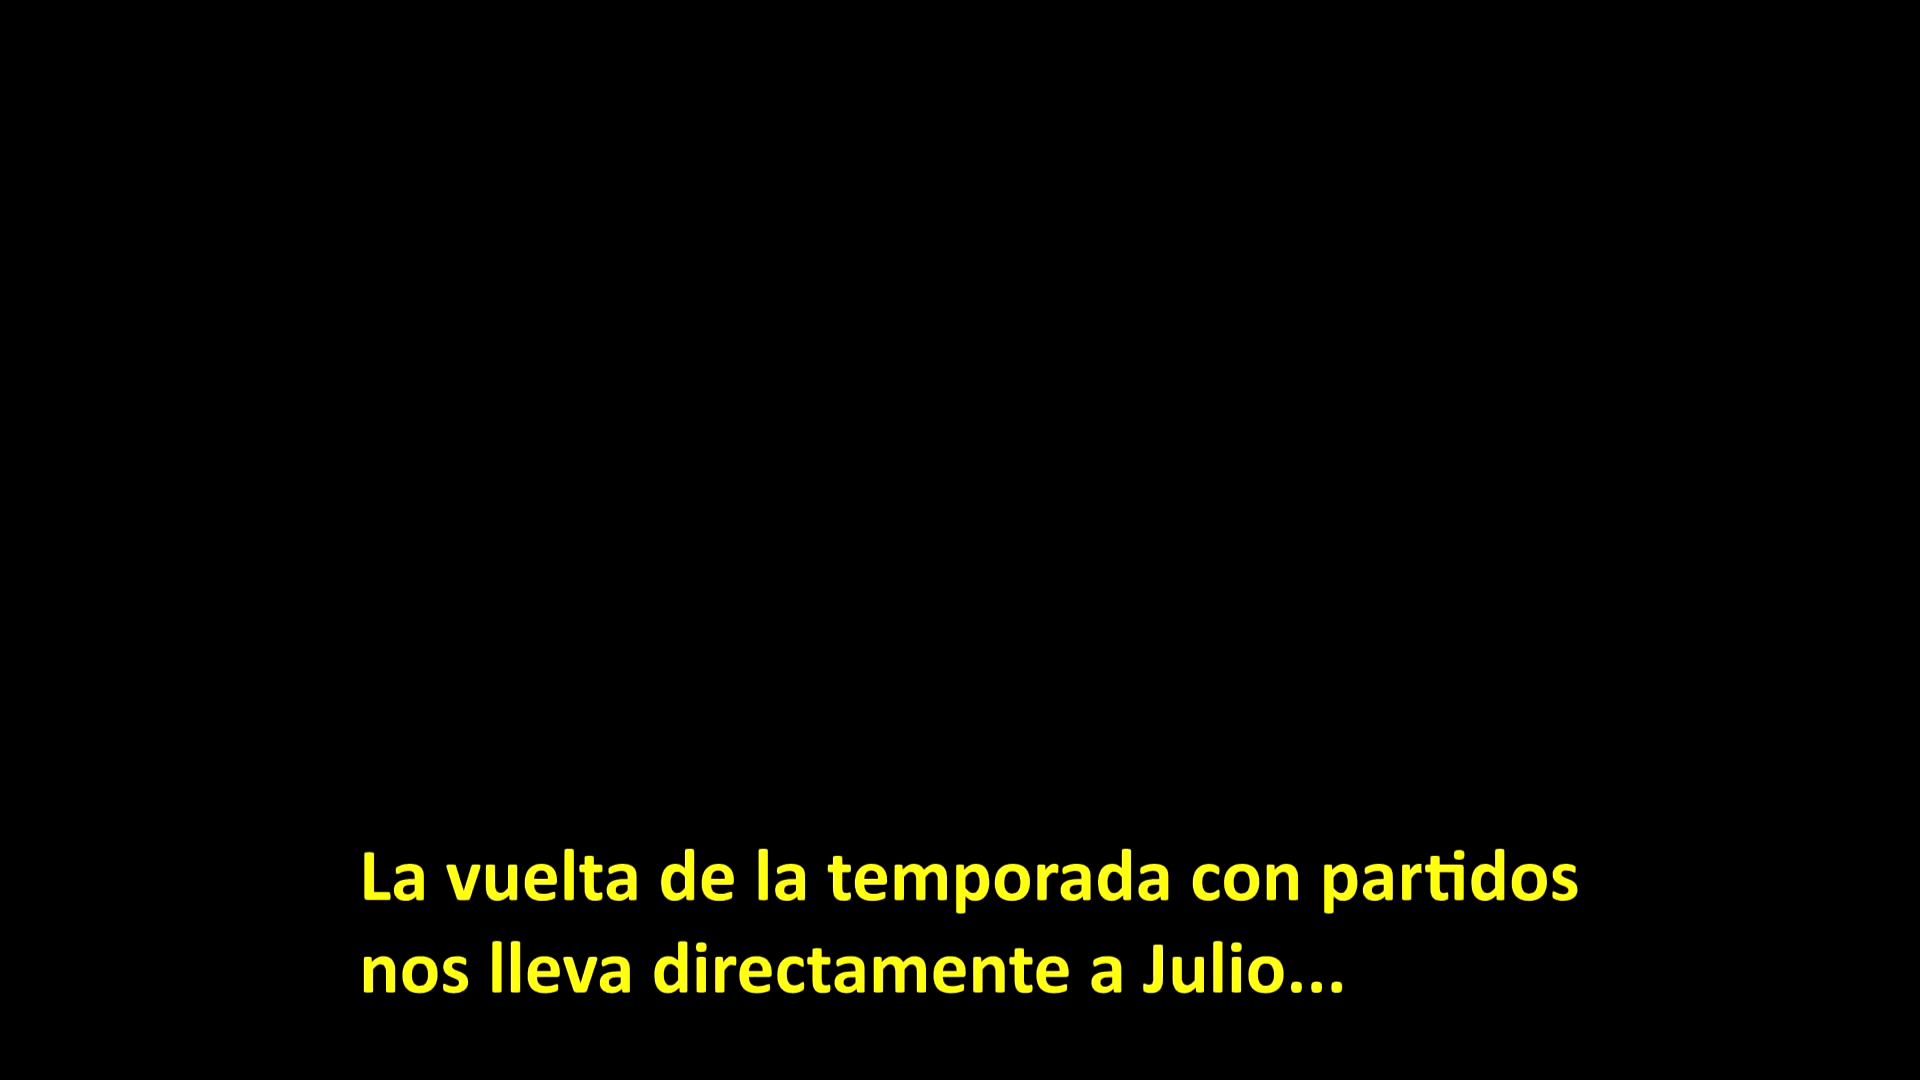 La vuelta de la temporada con partidos
nos lleva directamente a Julio...